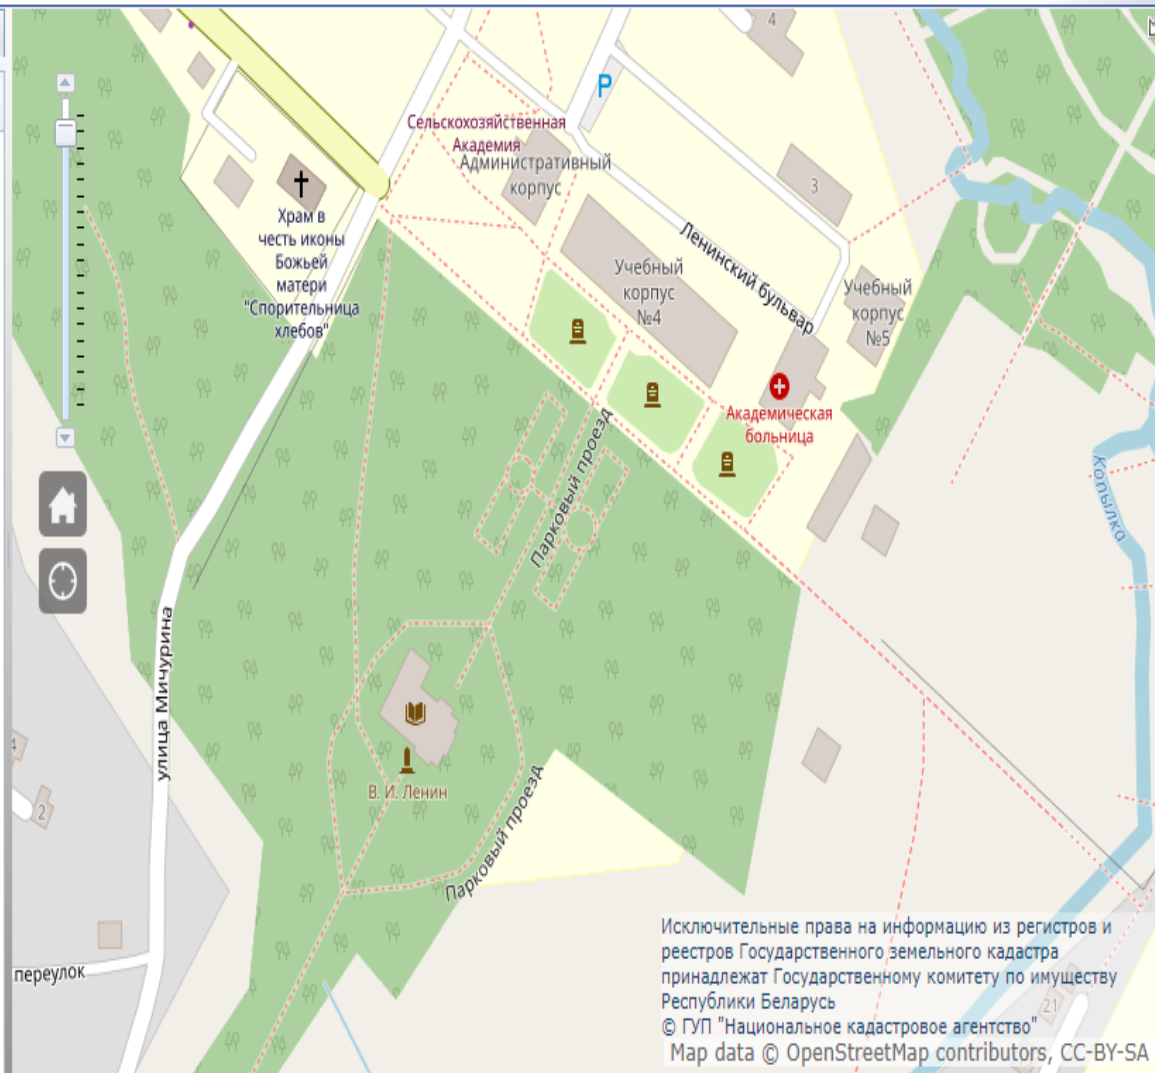 4
P
Сельскохозяйственная
Академия
Административный
корпус
3
Храм в
честь иконы
Божьей
матери
"Спорительница
хлебов"
Ленинский бульвар
Учебный
корпус
№4
Учебный
корпус
№5
Академическая
больница
Парковый проезд
Копылка
улица Мичурина
4
2
В. И. Ленин
Парковый проезд
переулок
Исключительные права на информацию из регистров и
реестров Государственного земельного кадастра
принадлежат Государственному комитету по имуществу
Республики Беларусь
21
© ГУП "Национальное кадастровое агентство"
Map data © OpenStreetMap contributors, CC-BY-SA